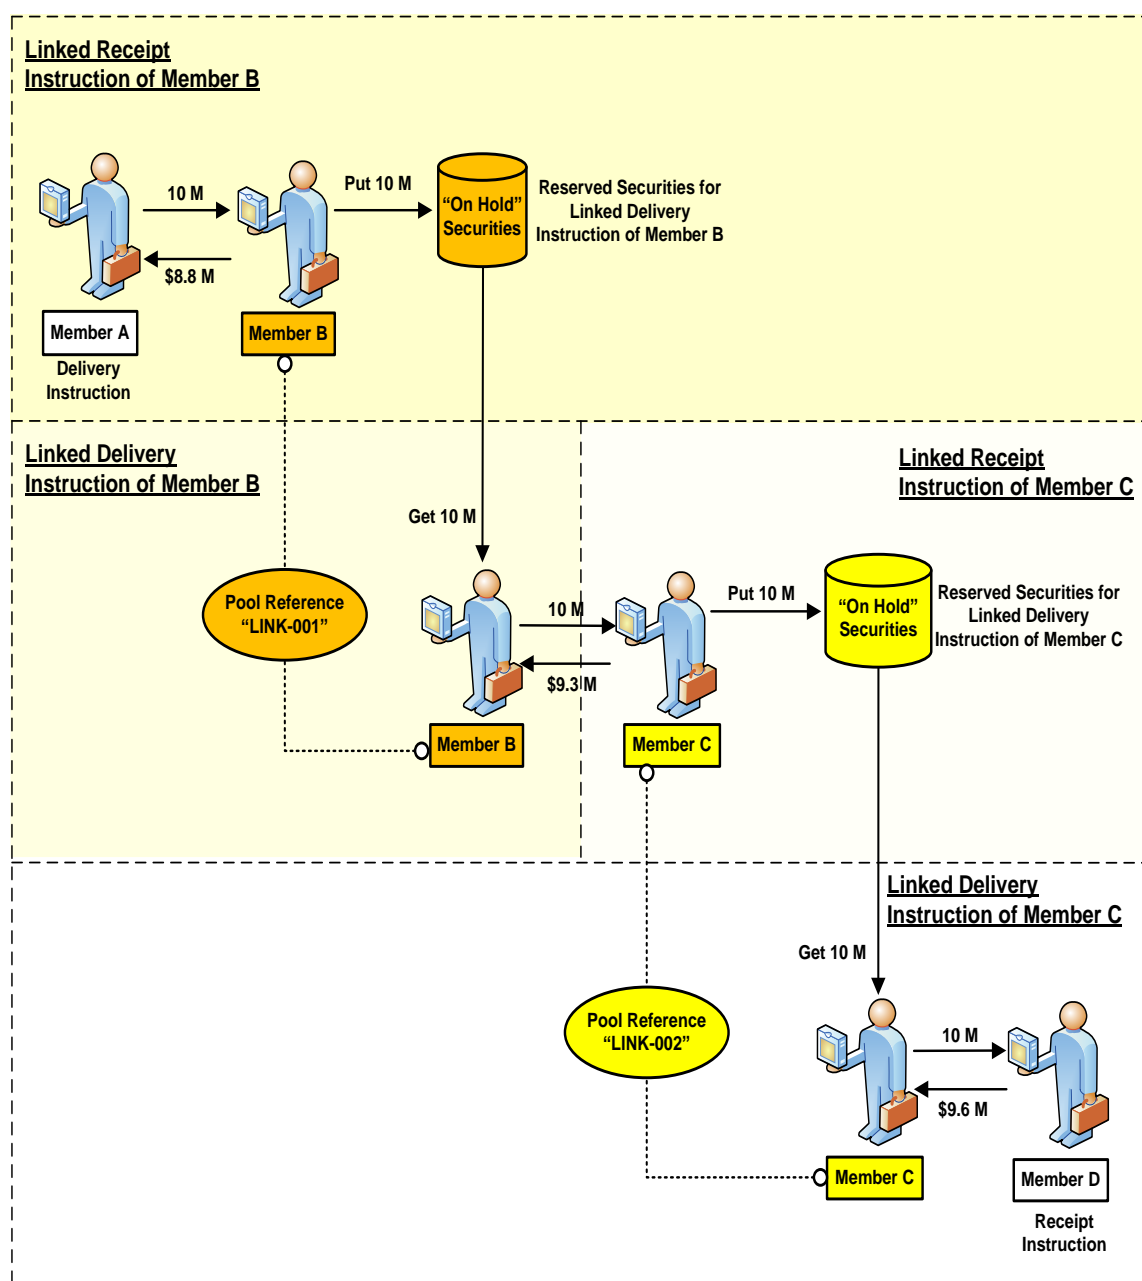 Linked Receipt
Instruction of Member B
10 M
Put 10 M
“On Hold”
Securities
Reserved Securities for
Linked Delivery
Instruction of Member B
$8.8 M
Member A
Member B
Delivery
Instruction
Linked Delivery
Instruction of Member B
Linked Receipt
Instruction of Member C
Get 10 M
Pool Reference
“LINK-001”
10 M
Put 10 M
“On Hold”
Securities
Reserved Securities for
Linked Delivery
Instruction of Member C
$9.3 M
Member B
Member C
Linked Delivery
Instruction of Member C
Get 10 M
Pool Reference
“LINK-002”
10 M
$9.6 M
Member C
Member D
Receipt
Instruction